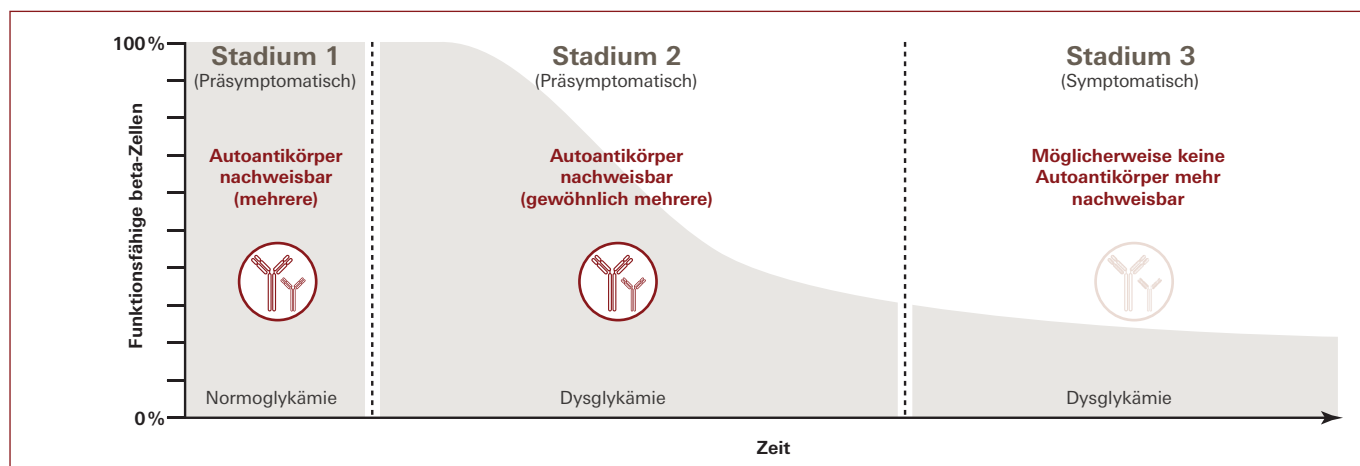 100 %
Funktionsfähige beta-Zellen
0 %
Stadium 1
(Präsymptomatisch)
Autoantikörper
nachweisbar
(mehrere)
Normoglykämie
Stadium 2
(Präsymptomatisch)
Autoantikörper
nachweisbar
(gewöhnlich mehrere)
Dysglykämie
Stadium 3
(Symptomatisch)
Möglicherweise keine
Autoantikörper mehr
nachweisbar
Dysglykämie
Zeit